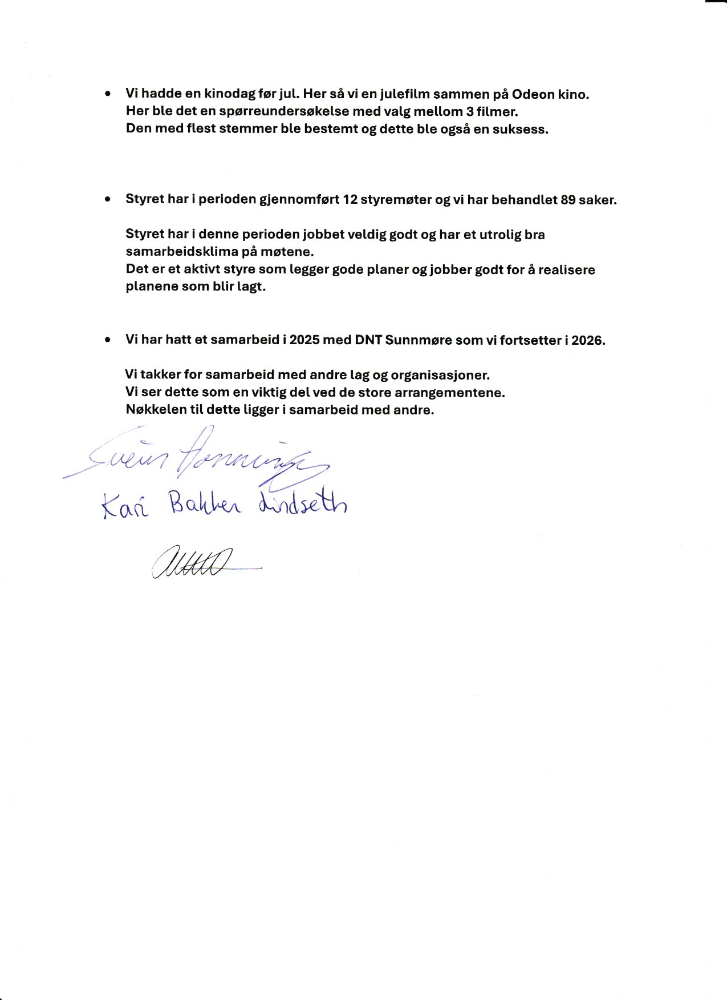 • Vi hadde en kinodag før jul. Her så vi en julefilm sammen på Odeon kino.
Her ble det en spørreundersøkelse med valg mellom 3 filmer.
Den med flest stemmer ble bestemt og dette ble også en suksess.
• Styret har i perioden gjennomført 12 styremøter og vi har behandlet 89 saker.
Styret har i denne perioden jobbet veldig godt og har et utrolig bra
samarbeidsklima på møtene.
Det er et aktivt styre som legger gode planer og jobber godt for å realisere
planene som blir lagt.
• Vi har hatt et samarbeid i 2025 med DNT Sunnmøre som vi fortsetter i 2026.
Vi takker for samarbeid med andre lag og organisasjoner.
Vi ser dette som en viktig del ved de store arrangementene.
Nøkkelen til dette ligger i samarbeid med andre.
Svein
Kari Bakken Lindseth